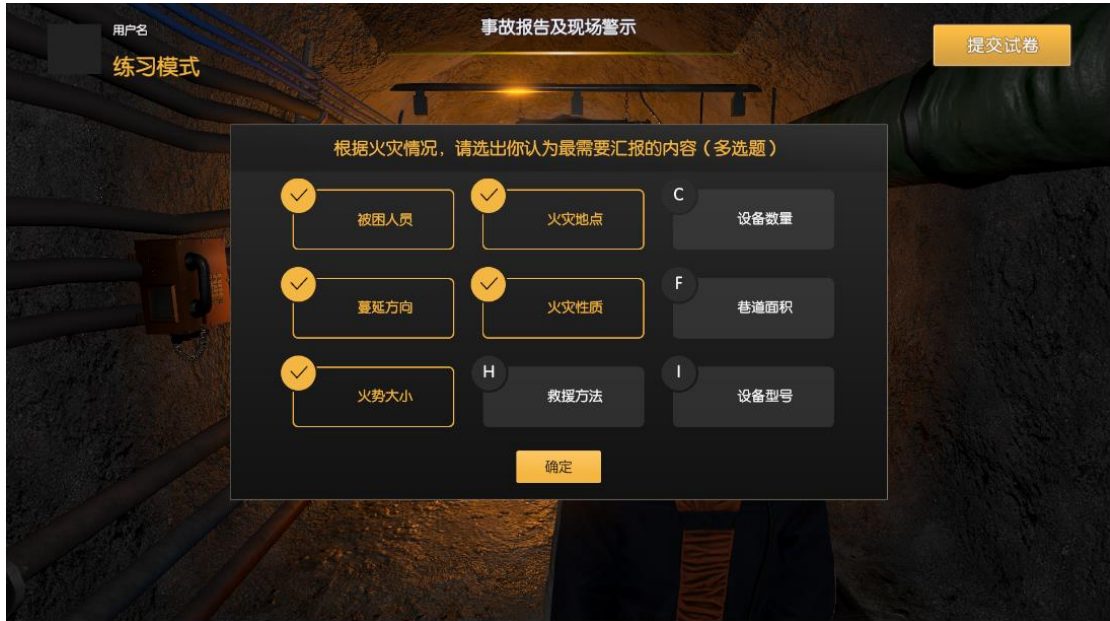 用户名
练习模式
事故报告及现场警示
提交试卷
根据火灾情况，请选出你认为最需要汇报的内容（多选题）
被困人员
火灾地点
C
设备数量
蔓延方向
火灾性质
F
巷道面积
火势大小
H
救援方法
I
设备型号
确定